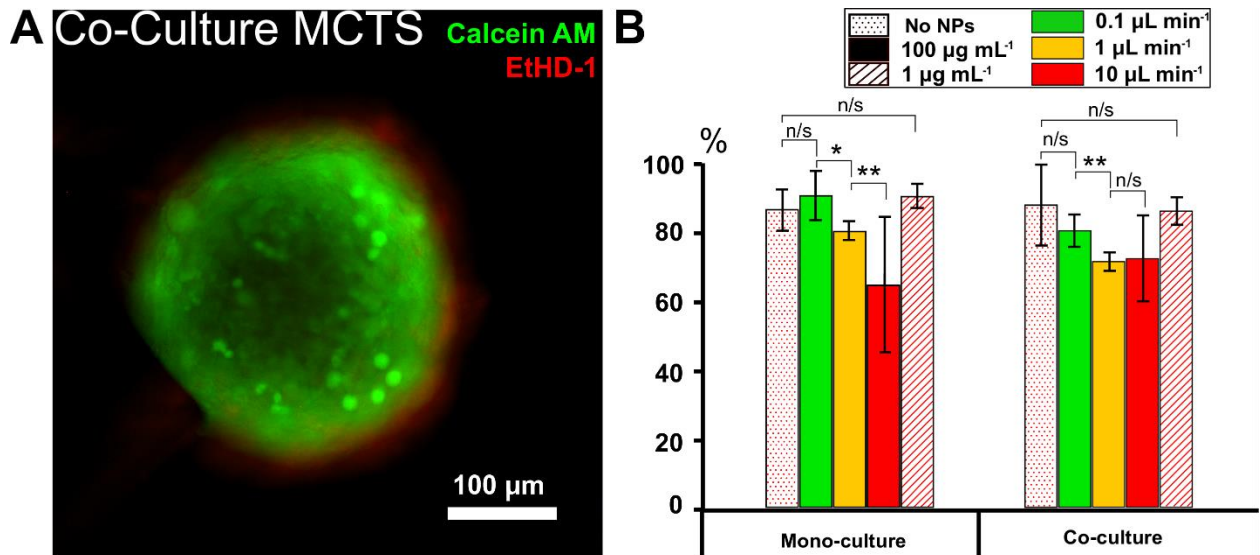 A Co-Culture MCTS Calcein AM
EtHD-1
100 µm
B
No NPs
100 µg mL⁻¹
1 µg mL⁻¹
0.1 µL min⁻¹
1 µL min⁻¹
10 µL min⁻¹
%
100
80
60
40
20
0
n/s
n/s
*
**
n/s
n/s
**
n/s
Mono-culture
Co-culture